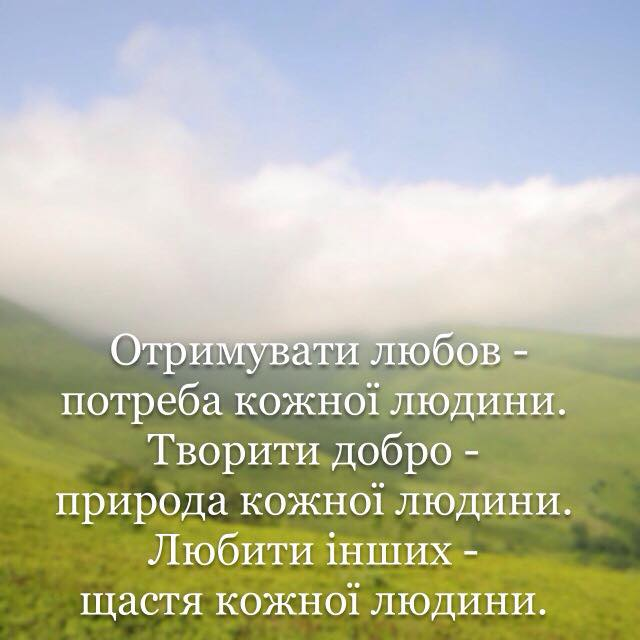 Отримувати любов -
потреба кожної людини.
Творити добро -
природа кожної людини.
Любити інших -
щастя кожної людини.